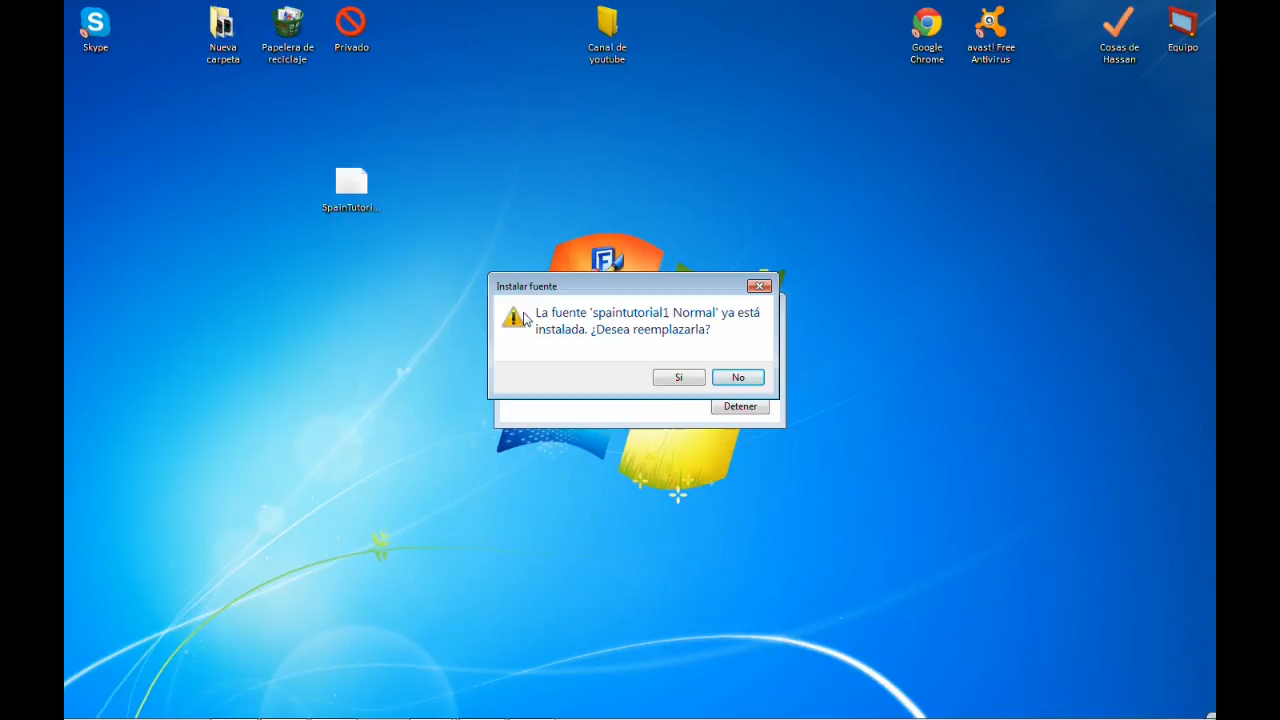 Skype
Nueva
carpeta
Papelera de
reciclaje
Privado
Canal de
youtube
Google
Chrome
avast! Free
Antivirus
Cosas de
Hassan
Equipo
SpainTutori...
Instalar fuente
La fuente 'spaintutorial1 Normal' ya está
instalada. ¿Desea reemplazarla?
Sí
No
Detener